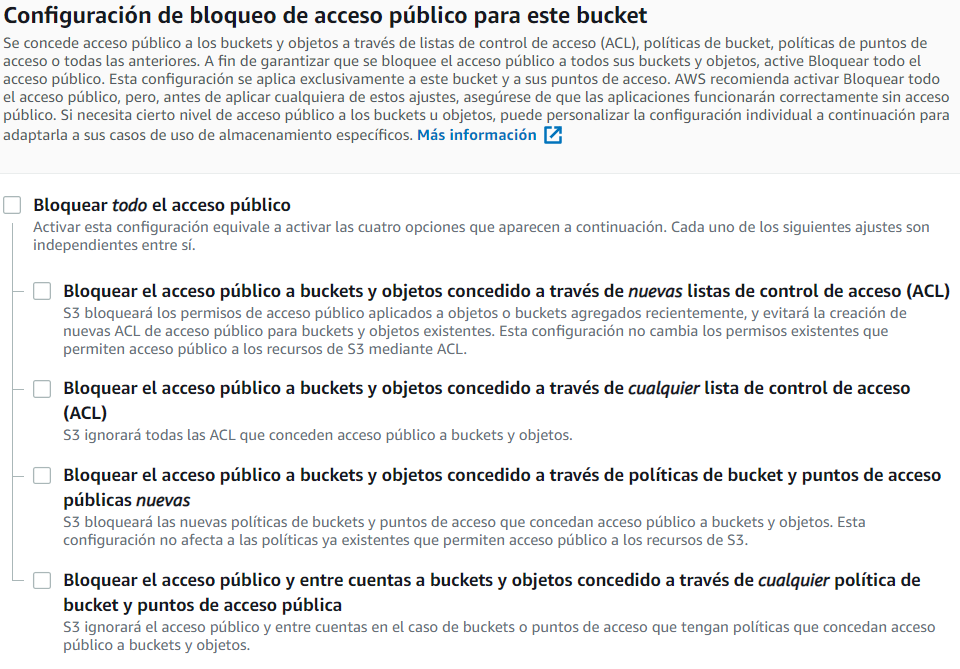 Configuración de bloqueo de acceso público para este bucket
Se concede acceso público a los buckets y objetos a través de listas de control de acceso (ACL), políticas de bucket, políticas de puntos de
acceso o todas las anteriores. A fin de garantizar que se bloquee el acceso público a todos sus buckets y objetos, active Bloquear todo el
acceso público. Esta configuración se aplica exclusivamente a este bucket y a sus puntos de acceso. AWS recomienda activar Bloquear todo
el acceso público, pero, antes de aplicar cualquiera de estos ajustes, asegúrese de que las aplicaciones funcionarán correctamente sin acceso
público. Si necesita cierto nivel de acceso público a los buckets u objetos, puede personalizar la configuración individual a continuación para
adaptarla a sus casos de uso de almacenamiento específicos. Más información
Bloquear todo el acceso público
Activar esta configuración equivale a activar las cuatro opciones que aparecen a continuación. Cada uno de los siguientes ajustes son
independientes entre sí.
Bloquear el acceso público a buckets y objetos concedido a través de nuevas listas de control de acceso (ACL)
S3 bloqueará los permisos de acceso público aplicados a objetos o buckets agregados recientemente, y evitará la creación de
nuevas ACL de acceso público para buckets y objetos existentes. Esta configuración no cambia los permisos existentes que
permiten acceso público a los recursos de S3 mediante ACL.
Bloquear el acceso público a buckets y objetos concedido a través de cualquier lista de control de acceso
(ACL)
S3 ignorará todas las ACL que conceden acceso público a buckets y objetos.
Bloquear el acceso público a buckets y objetos concedido a través de políticas de bucket y puntos de acceso
públicas nuevas
S3 bloqueará las nuevas políticas de buckets y puntos de acceso que concedan acceso público a buckets y objetos. Esta
configuración no afecta a las políticas ya existentes que permiten acceso público a los recursos de S3.
Bloquear el acceso público y entre cuentas a buckets y objetos concedido a través de cualquier política de
bucket y puntos de acceso pública
S3 ignorará el acceso público y entre cuentas en el caso de buckets o puntos de acceso que tengan políticas que concedan acceso
público a buckets y objetos.